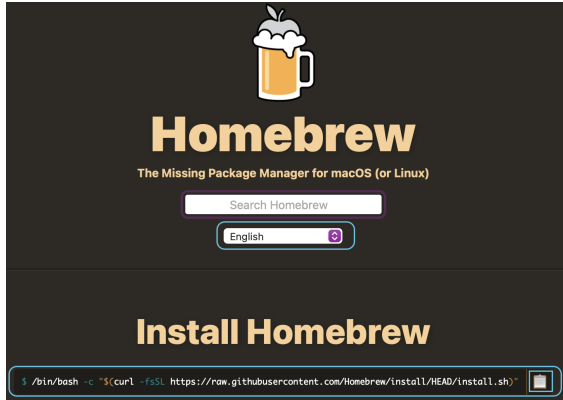 Homebrew
The Missing Package Manager for macOS (or Linux)
Search Homebrew
English
Install Homebrew
$ /bin/bash -c "$(curl -fsSL https://raw.githubusercontent.com/Homebrew/install/HEAD/install.sh)"